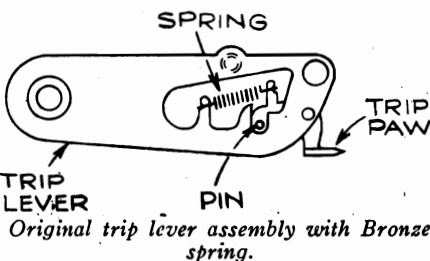 SPRING
TRIP
PAW
TRIP
LEVER
PIN
Original trip lever assembly with Bronze
spring.